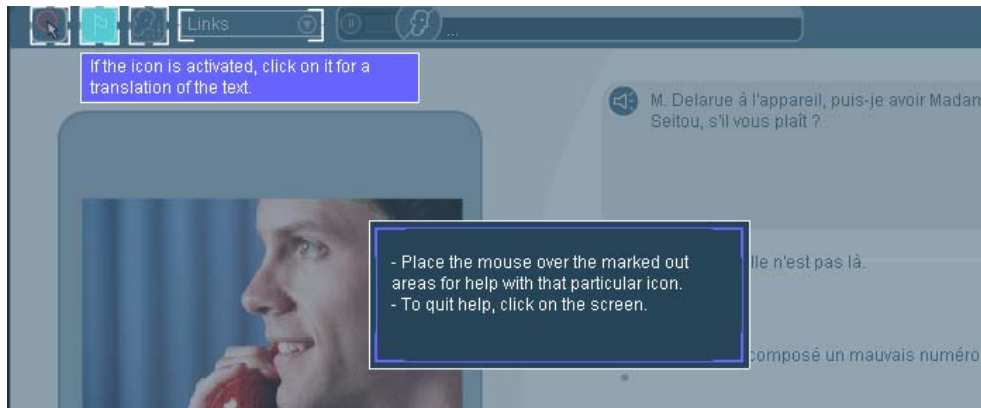 Links
...
If the icon is activated, click on it for a
translation of the text.
M. Delarue à l'appareil, puis-je avoir Madam
Seitou, s'il vous plaît ?
- Place the mouse over the marked out
areas for help with that particular icon.
- To quit help, click on the screen.
lle n'est pas là.
composé un mauvais numéro